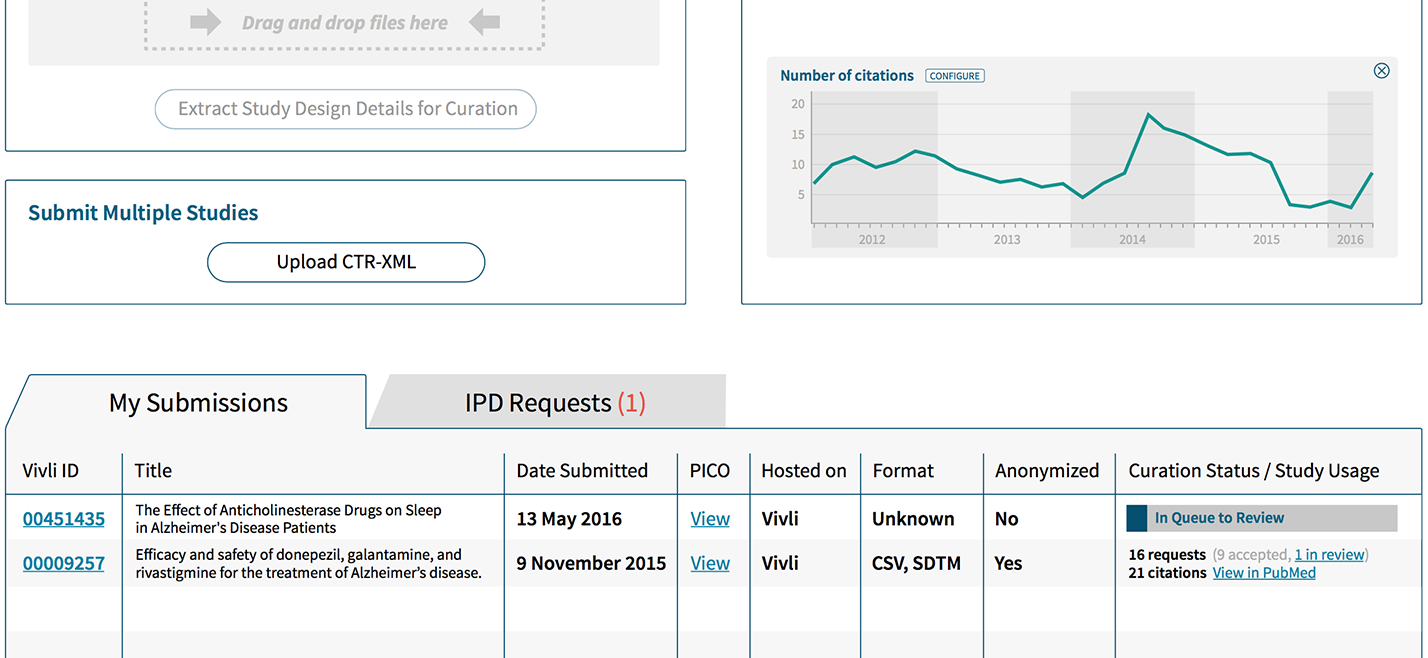 Drag and drop files here
Extract Study Design Details for Curation
Submit Multiple Studies
Upload CTR-XML
Number of citations CONFIGURE
20
15
10
5
2012 2013 2014 2015 2016
My Submissions IPD Requests (1)
Vivli ID Title Date Submitted PICO Hosted on Format Anonymized Curation Status / Study Usage
00451435 The Effect of Anticholinesterase Drugs on Sleep
in Alzheimer's Disease Patients 13 May 2016 View Vivli Unknown No In Queue to Review
00009257 Efficacy and safety of donepezil, galantamine, and
rivastigmine for the treatment of Alzheimer’s disease. 9 November 2015 View Vivli CSV, SDTM Yes 16 requests (9 accepted, 1 in review)
21 citations View in PubMed